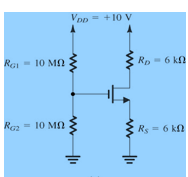 V_DD = +10 V
R_G1 = 10 MΩ
R_D = 6 kΩ
R_G2 = 10 MΩ
R_S = 6 kΩ